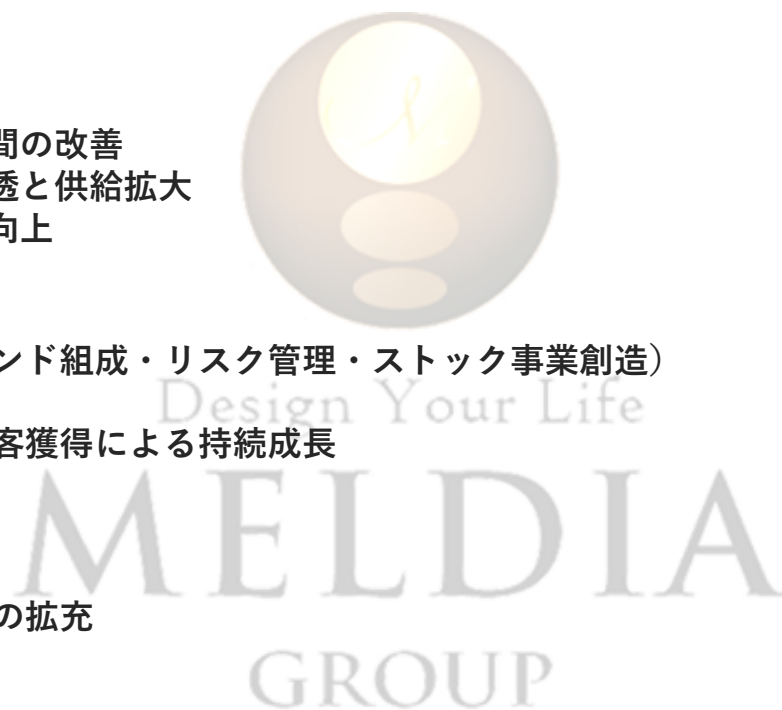 間の改善
透と供給拡大
向上
ンド組成・リスク管理・ストック事業創造）
Design Your Life
客獲得による持続成長
MELDIA
の拡充
GROUP